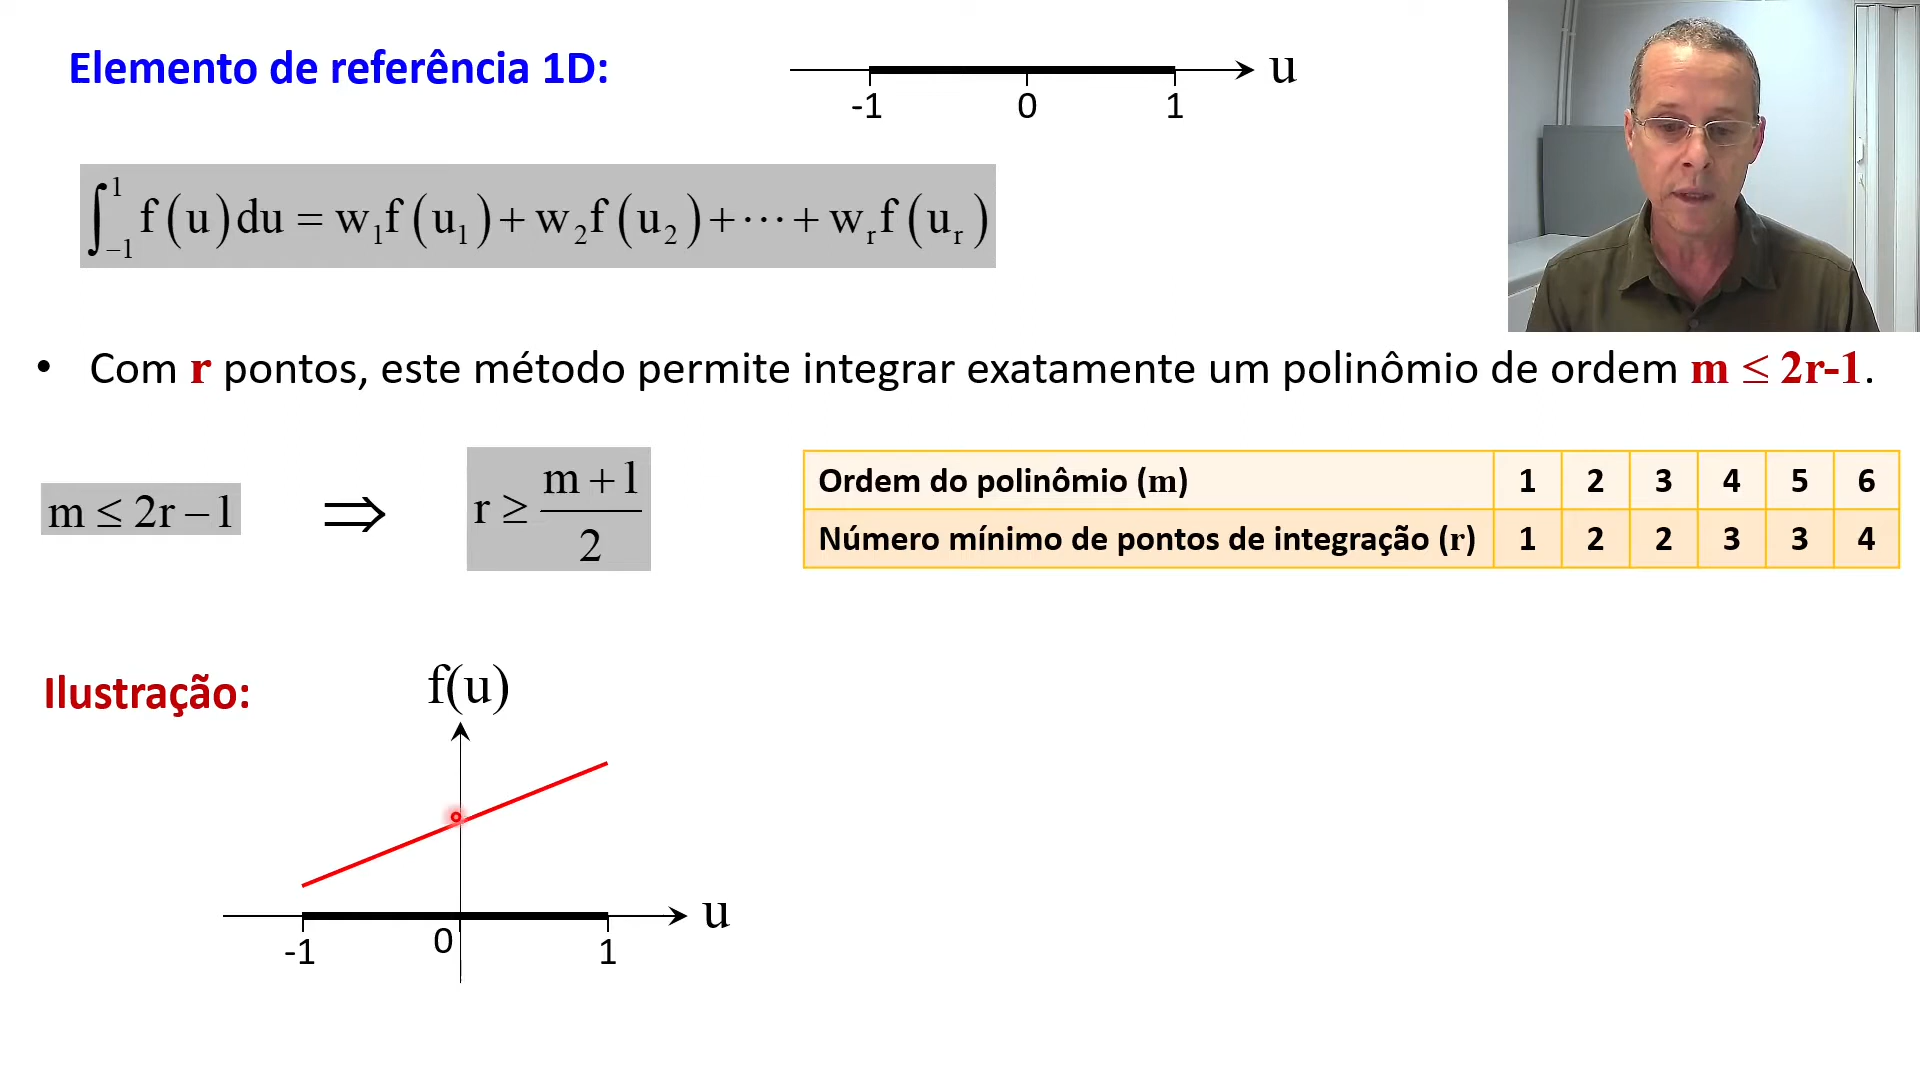 Elemento de referência 1D:
u
-1 0 1
∫₋₁¹ f(u)du = w₁f(u₁) + w₂f(u₂) + ⋯ + wᵣf(uᵣ)
• Com r pontos, este método permite integrar exatamente um polinômio de ordem m ≤ 2r-1.
m ≤ 2r − 1 ⇒ r ≥ (m + 1)/2
Ordem do polinômio (m) 1 2 3 4 5 6
Número mínimo de pontos de integração (r) 1 2 2 3 3 4
Ilustração:
f(u)
u
-1 0 1